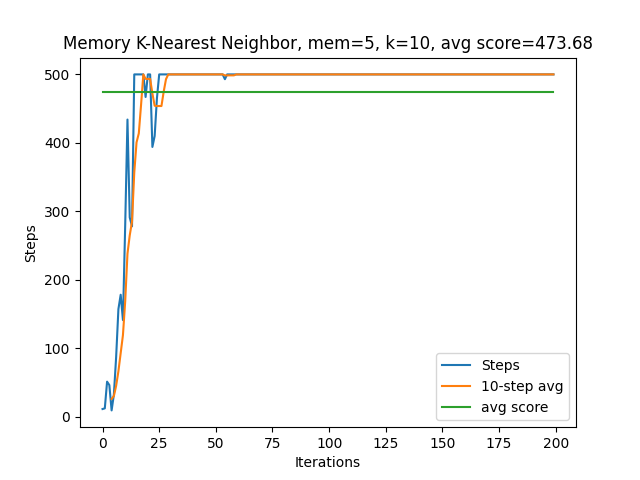 Memory K-Nearest Neighbor, mem=5, k=10, avg score=473.68
500
400
300
200
100
0
Steps
0 25 50 75 100 125 150 175 200
Iterations
Steps
10-step avg
avg score